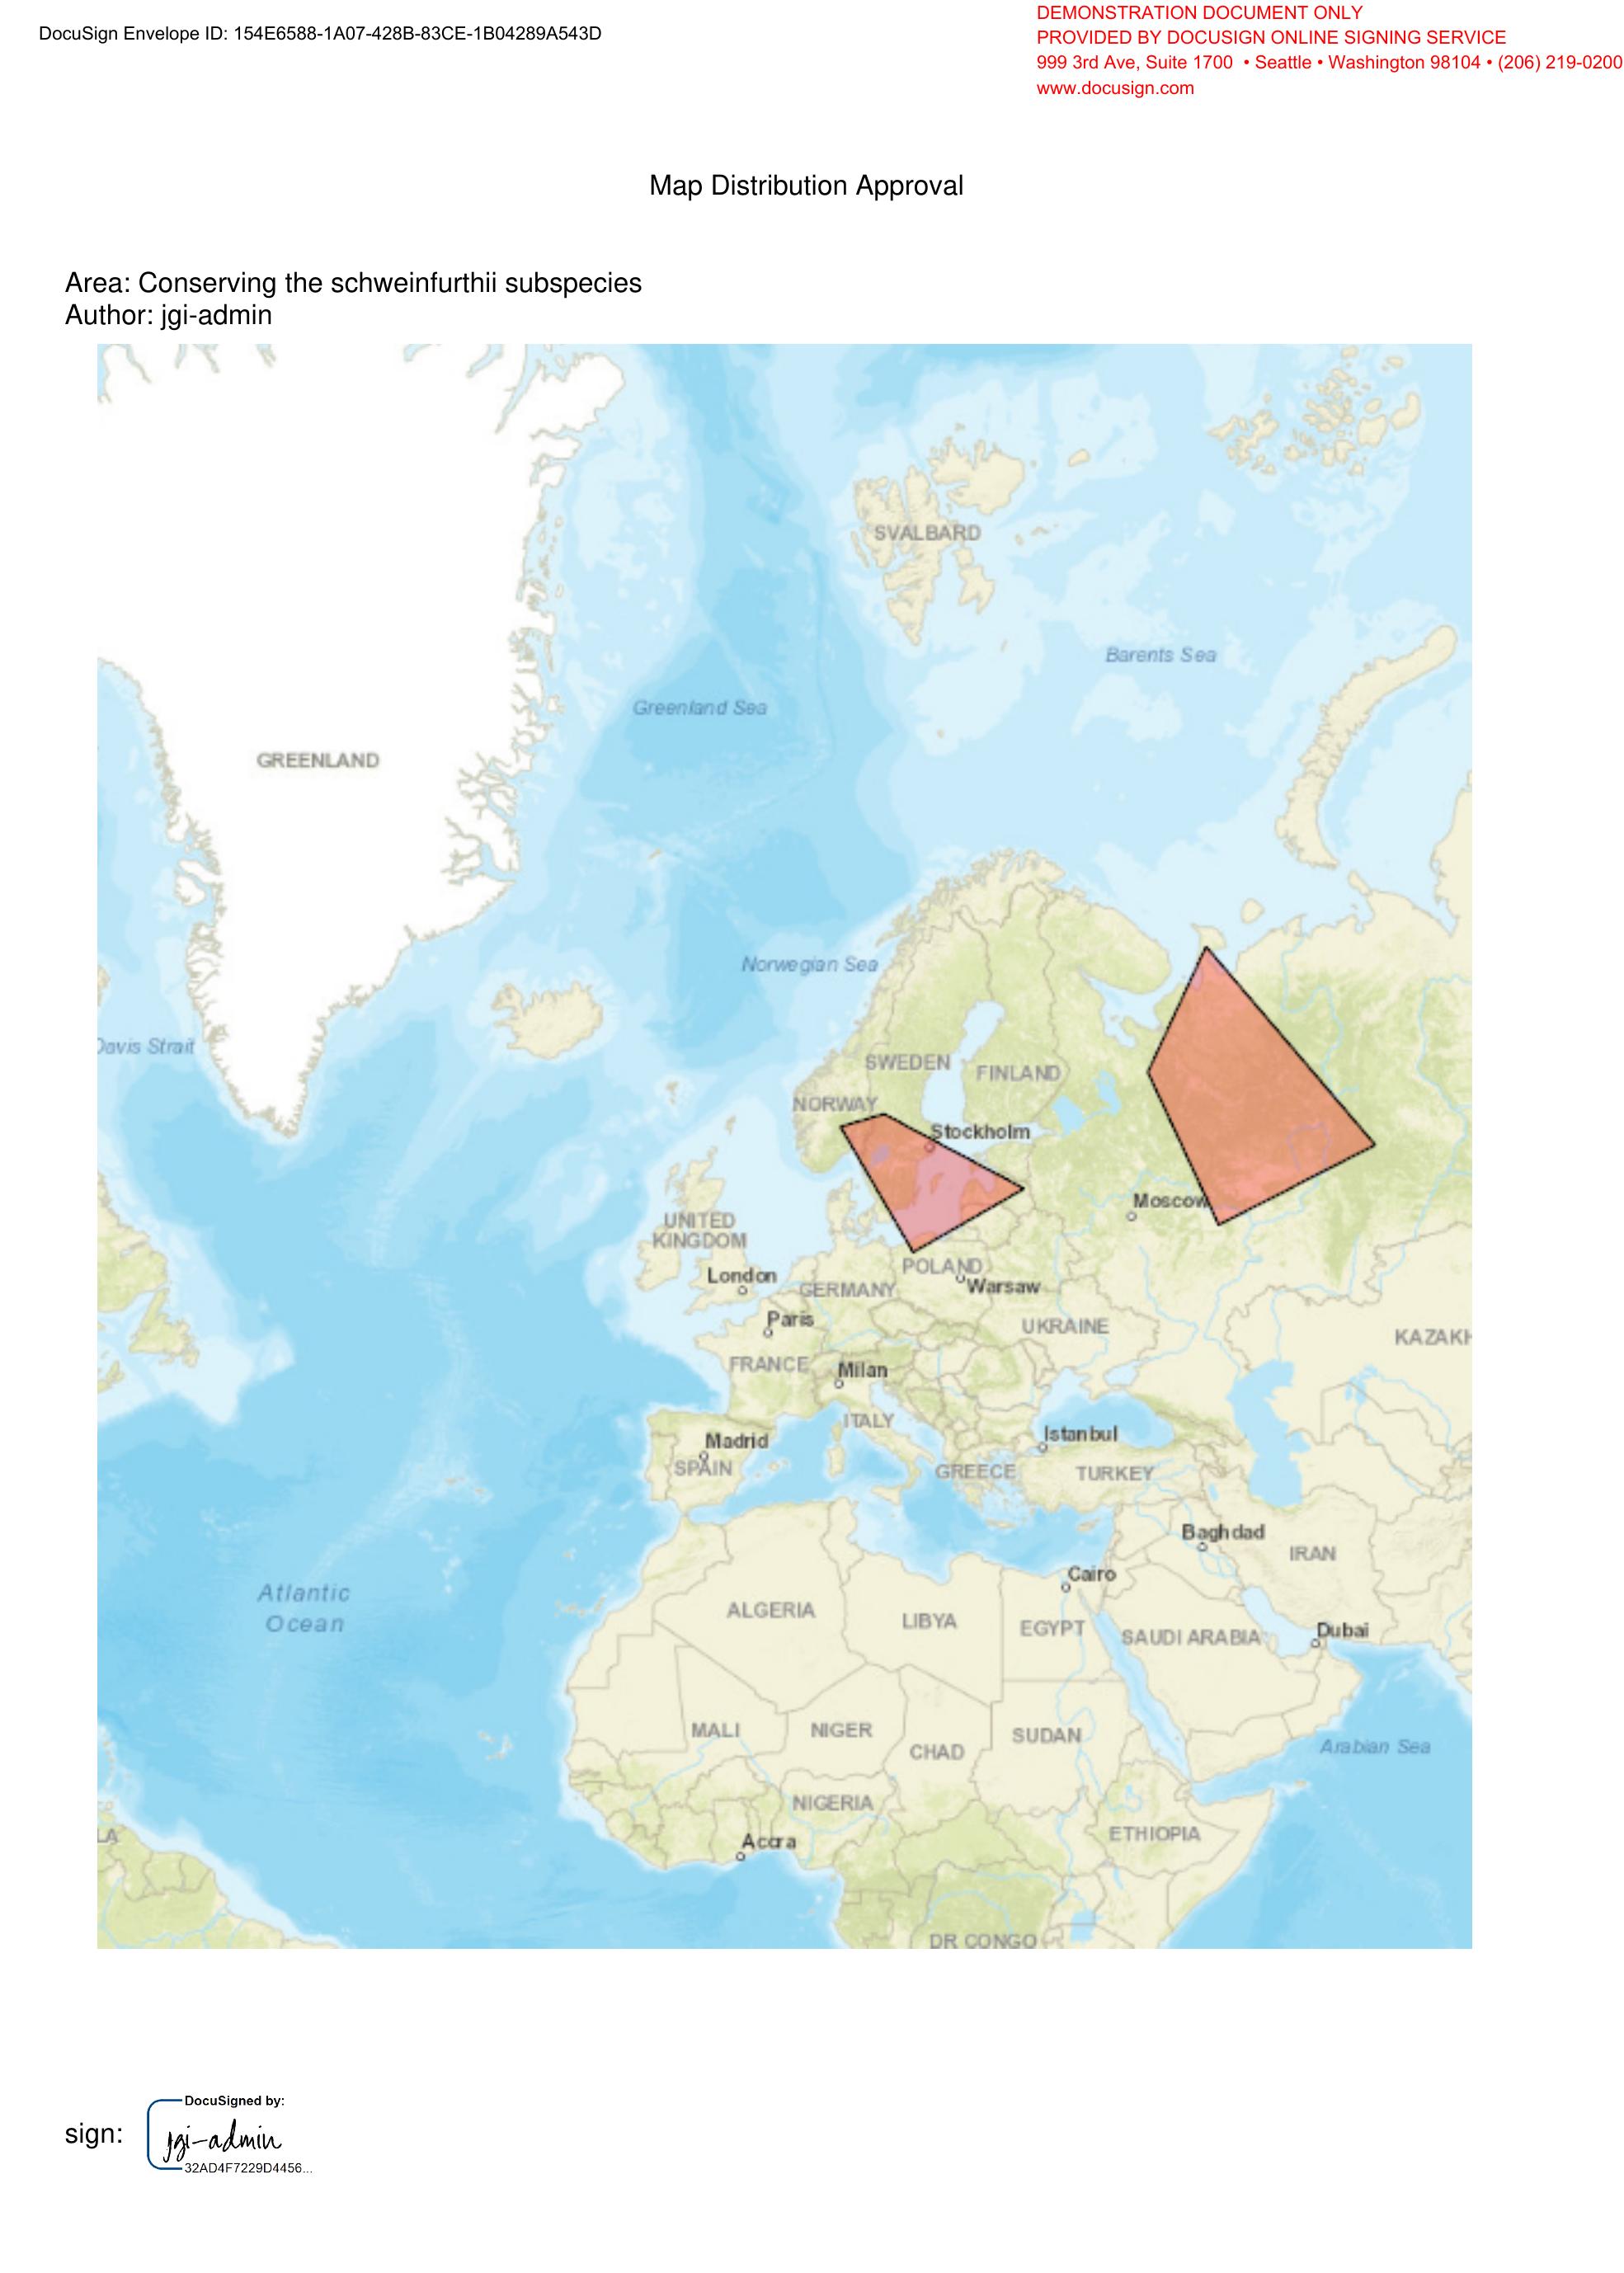 DocuSign Envelope ID: 154E6588-1A07-428B-83CE-1B04289A543D
DEMONSTRATION DOCUMENT ONLY
PROVIDED BY DOCUSIGN ONLINE SIGNING SERVICE
999 3rd Ave, Suite 1700 • Seattle • Washington 98104 • (206) 219-0200
www.docusign.com
Map Distribution Approval
Area: Conserving the schweinfurthii subspecies
Author: jgi-admin
SVALBARD
Barents Sea
Greenland Sea
GREENLAND
Norwegian Sea
Davis Strait
SWEDEN
FINLAND
NORWAY
Stockholm
Moscow
UNITED
KINGDOM
POLAND
London
GERMANY
Warsaw
Paris
UKRAINE
KAZAKH
FRANCE
Milan
ITALY
Madrid
Istanbul
SPAIN
GREECE
TURKEY
Baghdad
IRAN
Cairo
Atlantic
Ocean
ALGERIA
LIBYA
EGYPT
SAUDI ARABIA
Dubai
MALI
NIGER
SUDAN
CHAD
Arabian Sea
NIGERIA
LA
ETHIOPIA
Accra
DR CONGO
sign:
DocuSigned by:
jgi-admin
32AD4F7229D4456...